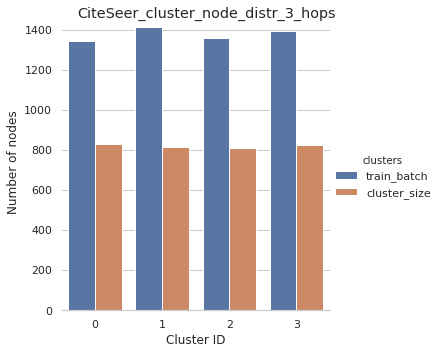 CiteSeer_cluster_node_distr_3_hops
1400
1200
1000
800
600
400
200
0
Number of nodes
0 1 2 3
Cluster ID
clusters
train_batch
cluster_size